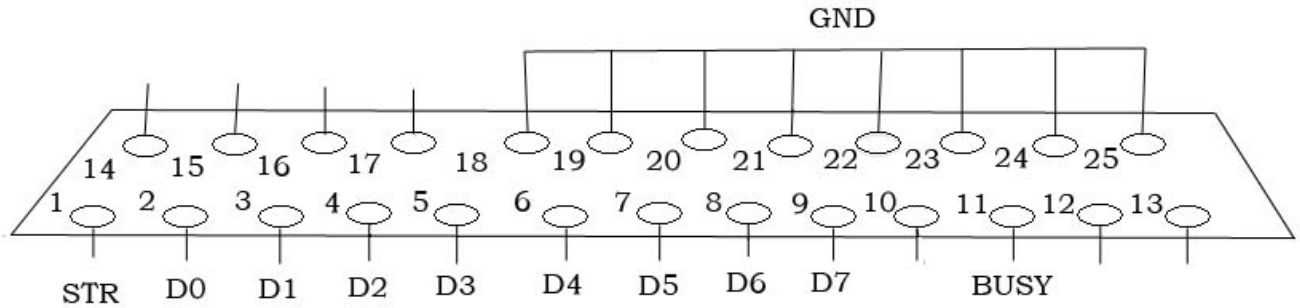 GND
14 15 16 17 18 19 20 21 22 23 24 25
1 2 3 4 5 6 7 8 9 10 11 12 13
STR D0 D1 D2 D3 D4 D5 D6 D7 BUSY